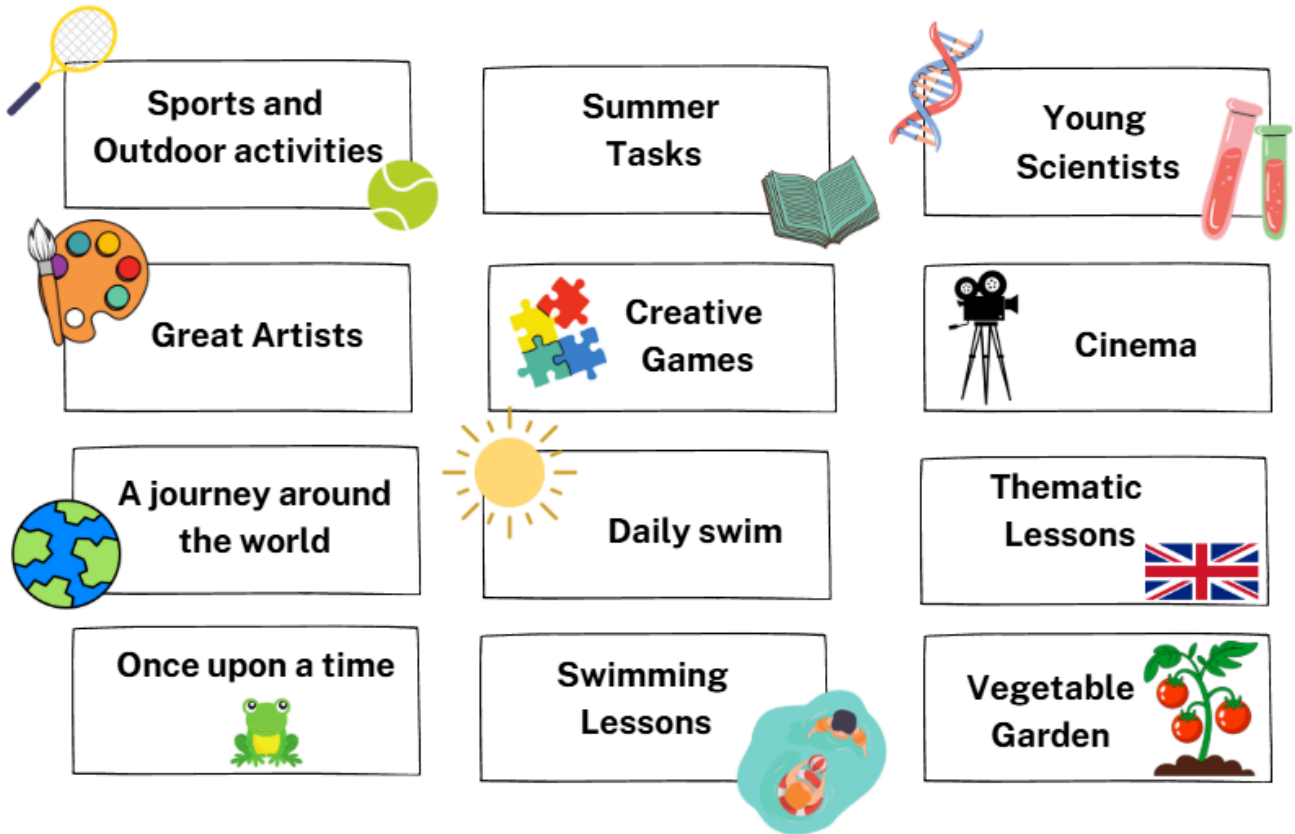 Sports and
Outdoor activities
Summer
Tasks
Young
Scientists
Great Artists
Creative
Games
Cinema
A journey around
the world
Daily swim
Thematic
Lessons
Once upon a time
Swimming
Lessons
Vegetable
Garden